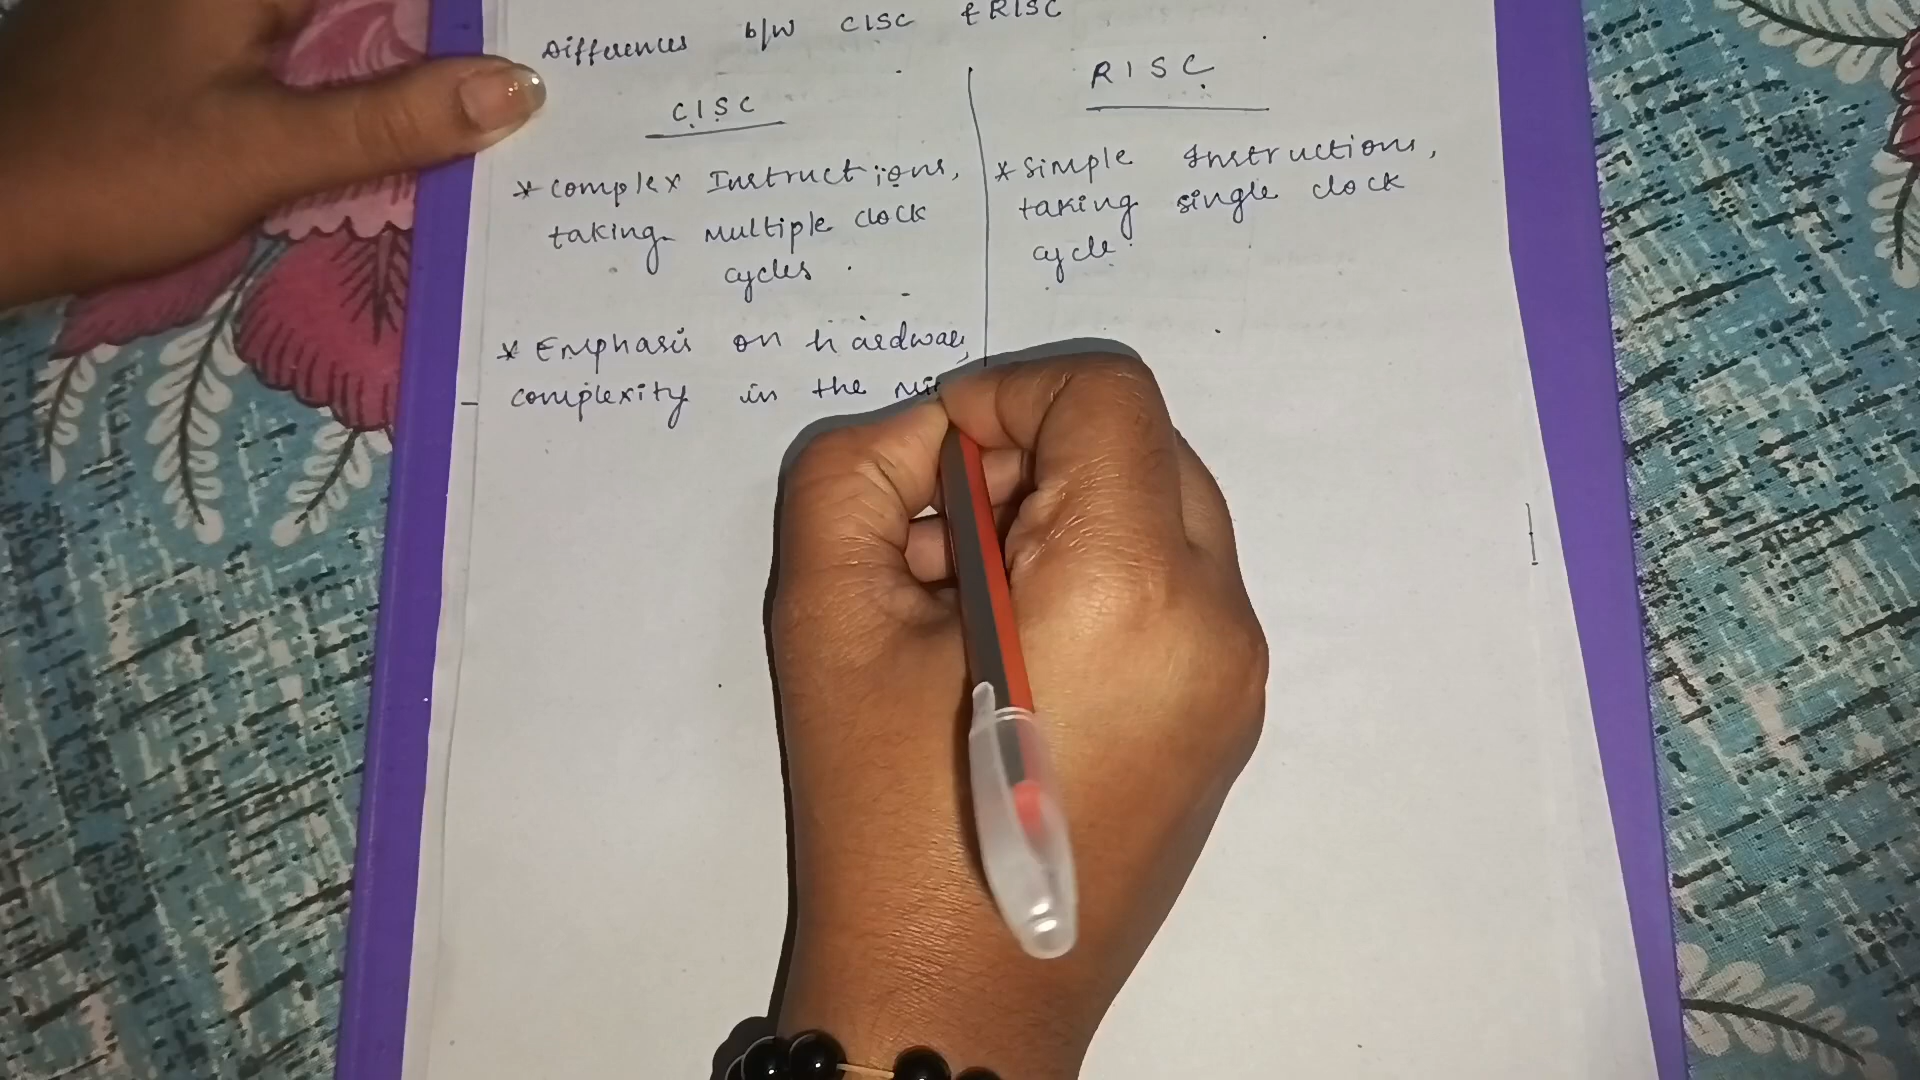 Differences b/w CISC & RISC
CISC
* complex Instructions,
taking Multiple clock
cycles.
* Emphasis on hardware,
complexity in the
RISC
* Simple Instructions,
taking single clock
cycle.